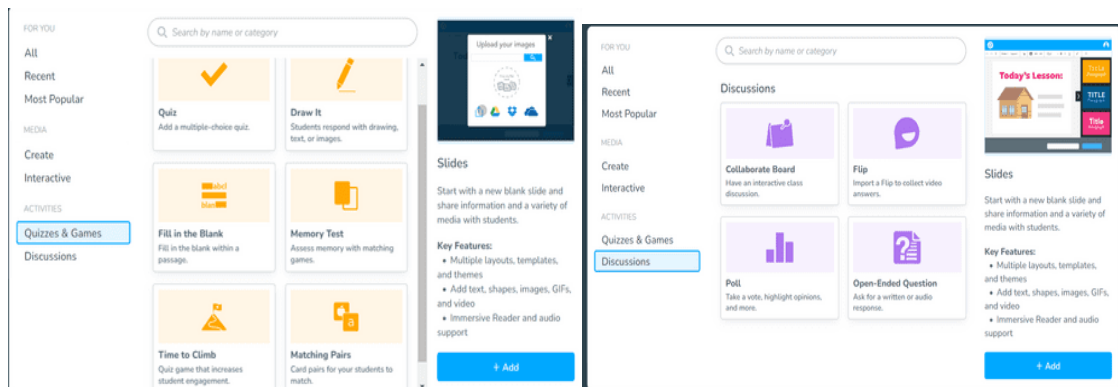 FOR YOU
All
Recent
Most Popular
MEDIA
Create
Interactive
ACTIVITIES
Quizzes & Games
Discussions
Search by name or category
Quiz
Add a multiple-choice quiz.
Draw It
Students respond with drawing,
text, or images.
Fill in the Blank
Fill in the blank within a
passage.
Memory Test
Assess memory with matching
games.
Time to Climb
Quiz game that increases
student engagement.
Matching Pairs
Card pairs for your students to
match.
Upload your images
Slides
Start with a new blank slide and
share information and a variety of
media with students.
Key Features:
• Multiple layouts, templates,
and themes
• Add text, shapes, images, GIFs,
and video
• Immersive Reader and audio
support
+ Add
FOR YOU
All
Recent
Most Popular
MEDIA
Create
Interactive
ACTIVITIES
Quizzes & Games
Discussions
Search by name or category
Discussions
Collaborate Board
Have an interactive class
discussion.
Flip
Import a Flip to collect video
answers.
Poll
Take a vote, highlight opinions,
and more.
Open-Ended Question
Ask for a written or audio
response.
Today's Lesson:
TITLE
TITLE
Title
Slides
Start with a new blank slide and
share information and a variety of
media with students.
Key Features:
• Multiple layouts, templates,
and themes
• Add text, shapes, images, GIFs,
and video
• Immersive Reader and audio
support
+ Add